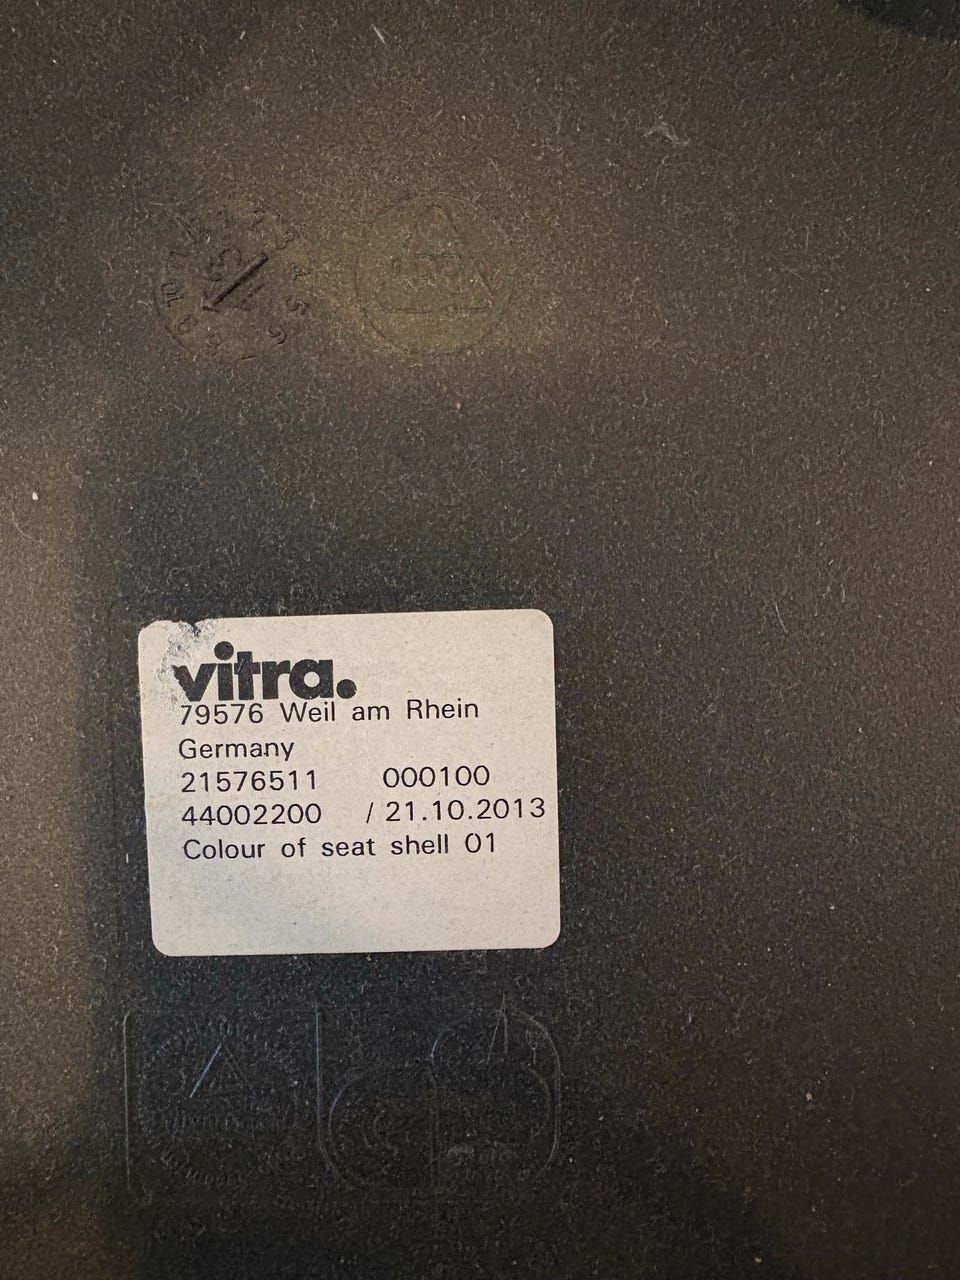 vitra.
79576 Weil am Rhein
Germany
21576511 000100
44002200 / 21.10.2013
Colour of seat shell 01